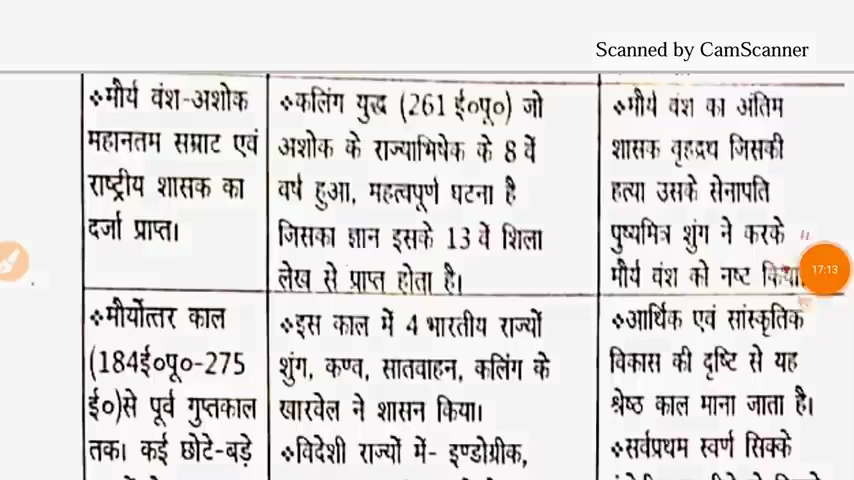 Scanned by CamScanner
❖मौर्य वंश-अशोक
महानतम सम्राट एवं
राष्ट्रीय शासक का
दर्जा प्राप्त।
❖कलिंग युद्ध (261 ई०पू०) जो
अशोक के राज्याभिषेक के 8 वें
वर्ष हुआ, महत्वपूर्ण घटना है
जिसका ज्ञान इसके 13 वें शिला
लेख से प्राप्त होता है।
❖मौर्य वंश का अंतिम
शासक वृहद्रथ जिसकी
हत्या उसके सेनापति
पुष्यमित्र शुंग ने करके
मौर्य वंश को नष्ट किया
17:13
❖मौर्योत्तर काल
(184ई०पू०-275
ई०)से पूर्व गुप्तकाल
तक। कई छोटे-बड़े
❖इस काल में 4 भारतीय राज्यों
शुंग, कण्व, सातवाहन, कलिंग के
खारवेल ने शासन किया।
❖विदेशी राज्यों में- इण्डोग्रीक,
❖आर्थिक एवं सांस्कृतिक
विकास की दृष्टि से यह
श्रेष्ठ काल माना जाता है।
❖सर्वप्रथम स्वर्ण सिक्के